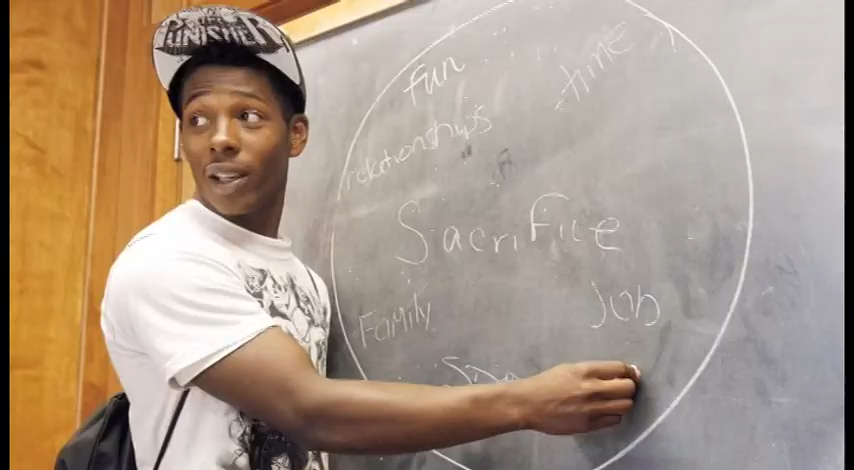 PUNISHER
fun
time
relationships
Sacrifice
Family
Job